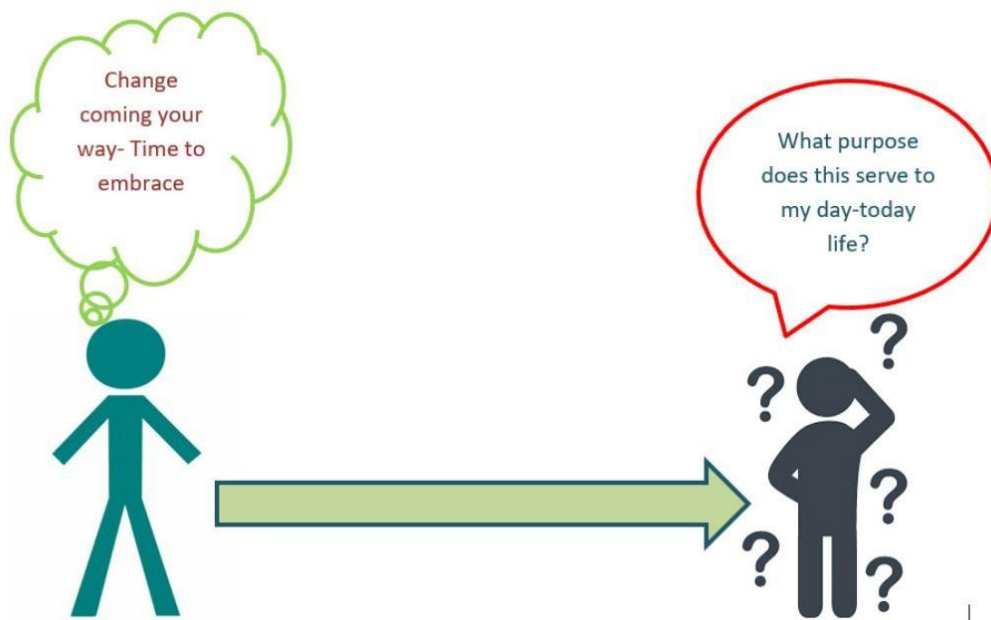 Change
coming your
way- Time to
embrace
What purpose
does this serve to
my day-today
life?
?
?
?
?
?